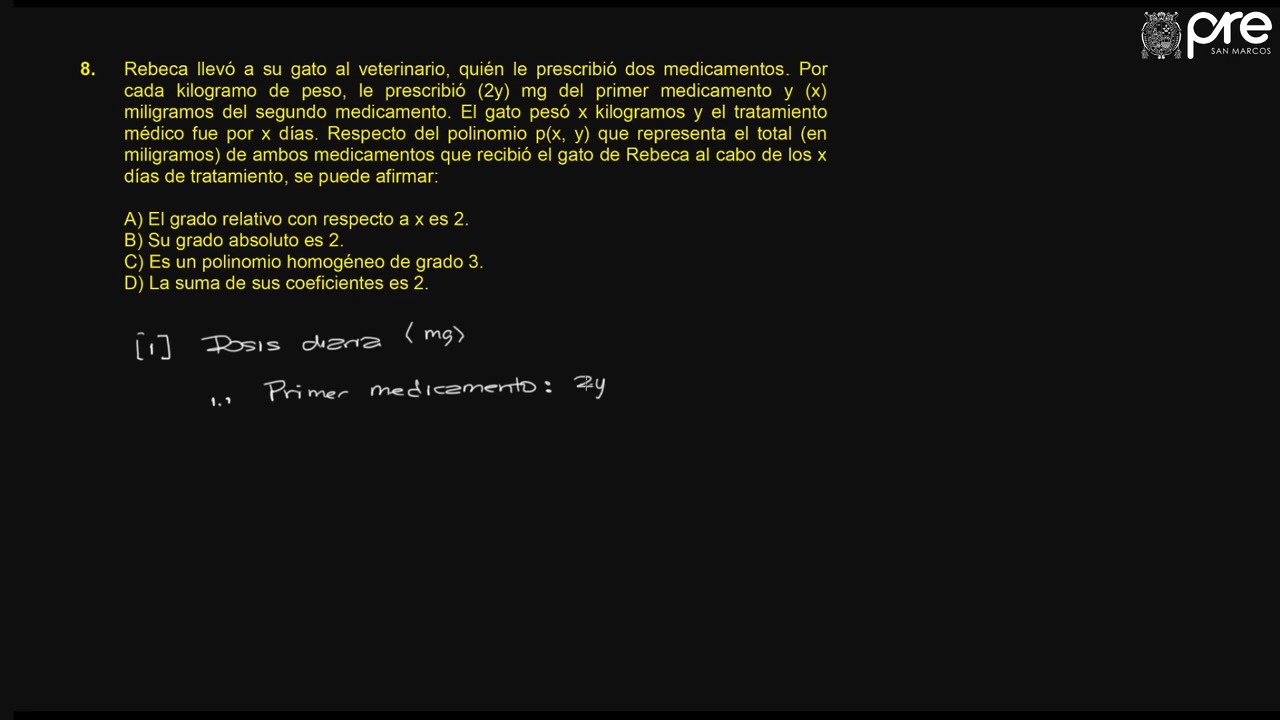 pre
SAN MARCOS
8. Rebeca llevó a su gato al veterinario, quién le prescribió dos medicamentos. Por
cada kilogramo de peso, le prescribió (2y) mg del primer medicamento y (x)
miligramos del segundo medicamento. El gato pesó x kilogramos y el tratamiento
médico fue por x días. Respecto del polinomio p(x, y) que representa el total (en
miligramos) de ambos medicamentos que recibió el gato de Rebeca al cabo de los x
días de tratamiento, se puede afirmar:
A) El grado relativo con respecto a x es 2.
B) Su grado absoluto es 2.
C) Es un polinomio homogéneo de grado 3.
D) La suma de sus coeficientes es 2.
[1] Dosis diaria (mg)
1.1 Primer medicamento: 2y